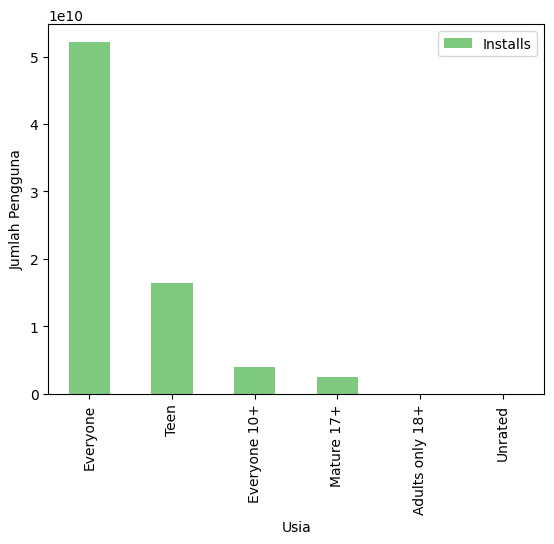 1e10
Installs
5
4
3
2
1
0
Jumlah Pengguna
Everyone
Teen
Everyone 10+
Mature 17+
Adults only 18+
Unrated
Usia